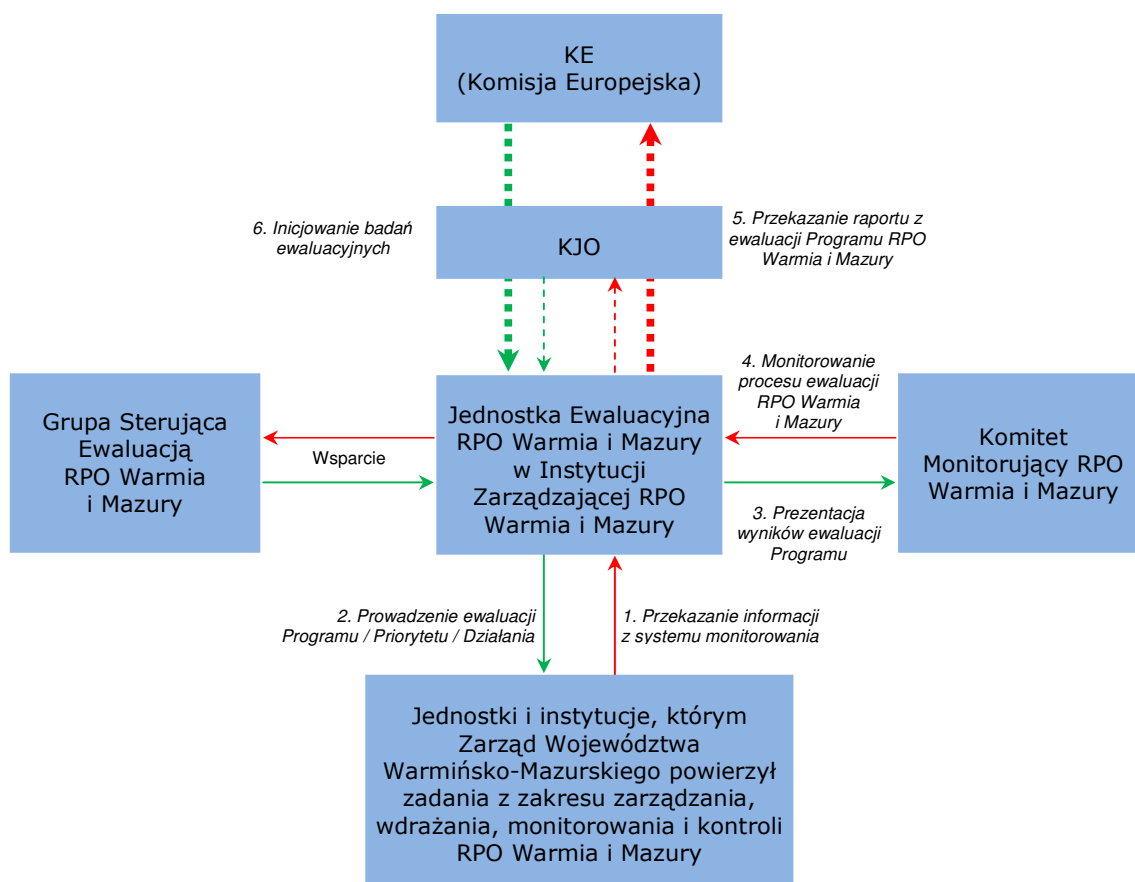 KE
(Komisja Europejska)
6. Inicjowanie badań
ewaluacyjnych
KJO
5. Przekazanie raportu z
ewaluacji Programu RPO
Warmia i Mazury
Grupa Sterująca
Ewaluacją
RPO Warmia
i Mazury
Wsparcie
Jednostka Ewaluacyjna
RPO Warmia i Mazury
w Instytucji
Zarządzającej RPO
Warmia i Mazury
4. Monitorowanie
procesu ewaluacji
RPO Warmia
i Mazury
3. Prezentacja
wyników ewaluacji
Programu
Komitet
Monitorujący RPO
Warmia i Mazury
2. Prowadzenie ewaluacji
Programu / Priorytetu / Działania
1. Przekazanie informacji
z systemu monitorowania
Jednostki i instytucje, którym
Zarząd Województwa
Warmińsko-Mazurskiego powierzył
zadania z zakresu zarządzania,
wdrażania, monitorowania i kontroli
RPO Warmia i Mazury